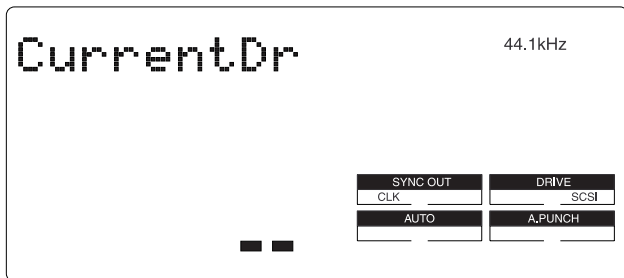 CurrentDr
44.1kHz
SYNC OUT
DRIVE
CLK
SCSI
AUTO
A.PUNCH
--